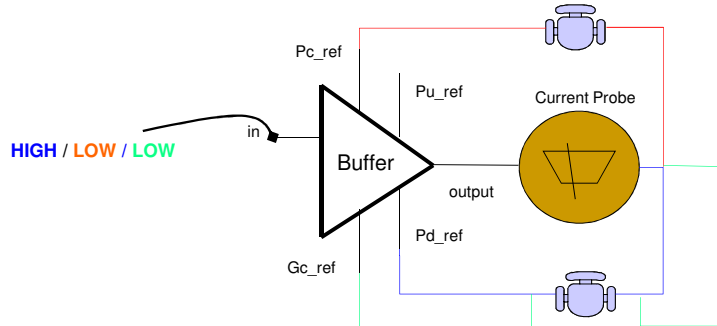 Pc_ref
Pu_ref
Current Probe
in
HIGH / LOW / LOW
Buffer
output
Pd_ref
Gc_ref